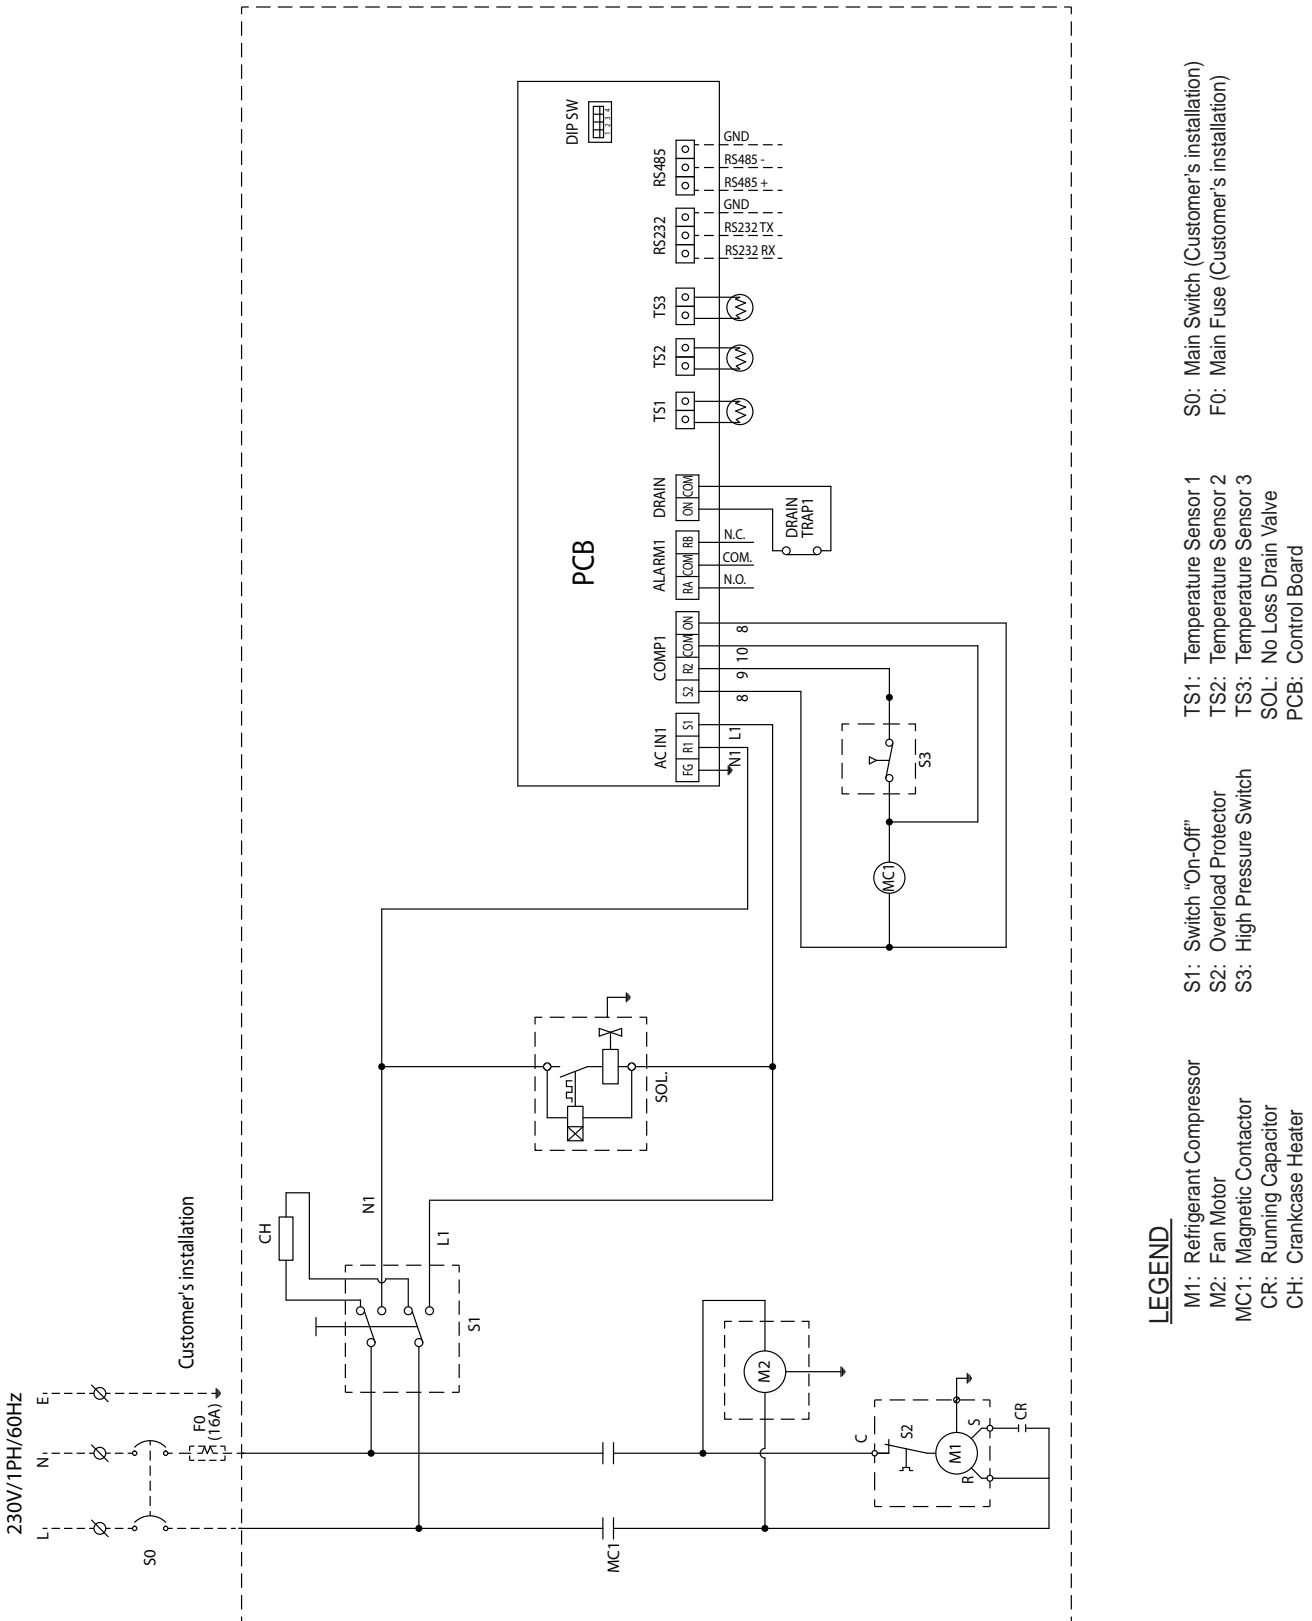 230V/1PH/60Hz
L
N
E
S0
F0
(16A)
Customer's installation
CH
N1
L1
S1
MC1
M2
C
S2
M1
S
R
CR
SOL.
MC1
S3
PCB
DIP SW
1 2 3 4
AC IN1
FG
R1
S1
N1
L1
COMP1
S2
R2
COM
ON
8
9
10
8
ALARM1
RA
COM
RB
N.O.
COM.
N.C.
DRAIN
ON
COM
DRAIN
TRAP1
TS1
TS2
TS3
RS232
RS232 RX
RS232 TX
GND
RS485
RS485 +
RS485 -
GND
LEGEND
M1: Refrigerant Compressor
M2: Fan Motor
MC1: Magnetic Contactor
CR: Running Capacitor
CH: Crankcase Heater
S1: Switch “On-Off”
S2: Overload Protector
S3: High Pressure Switch
TS1: Temperature Sensor 1
TS2: Temperature Sensor 2
TS3: Temperature Sensor 3
SOL: No Loss Drain Valve
PCB: Control Board
S0: Main Switch (Customer's installation)
F0: Main Fuse (Customer's installation)